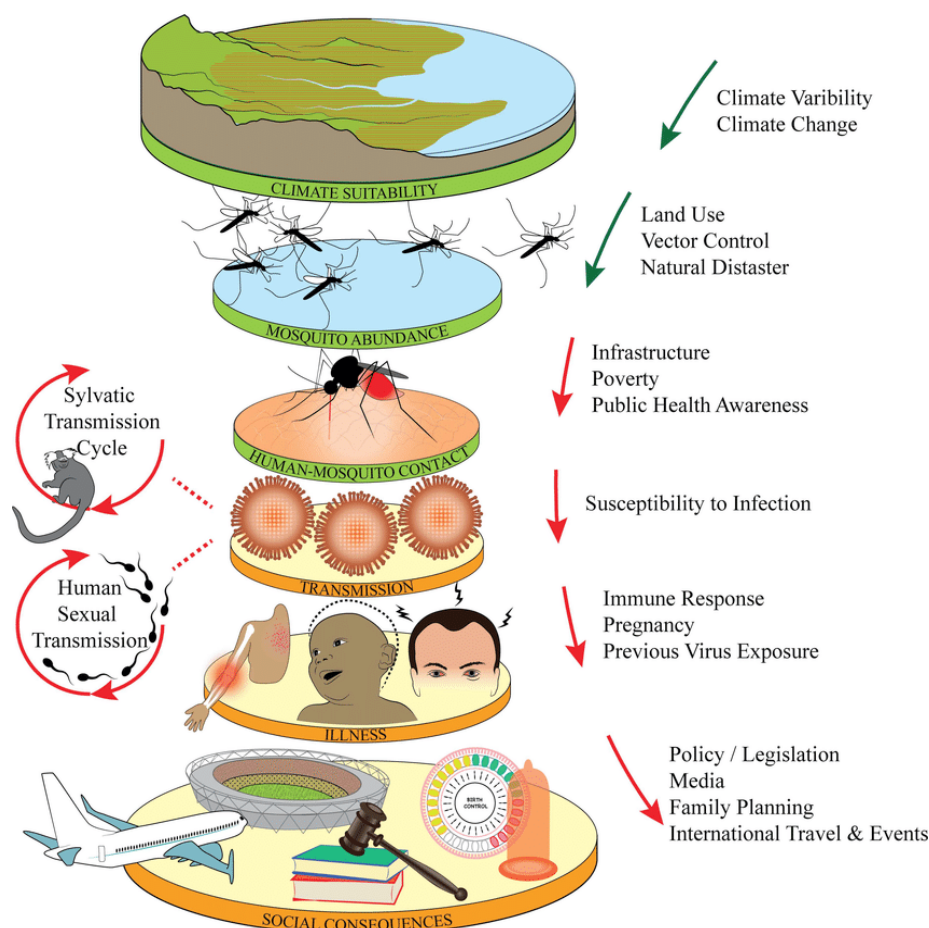 Climate Varibility
Climate Change
CLIMATE SUITABILITY
Land Use
Vector Control
Natural Distaster
MOSQUITO ABUNDANCE
Infrastructure
Poverty
Public Health Awareness
Sylvatic
Transmission
Cycle
HUMAN-MOSQUITO CONTACT
Susceptibility to Infection
TRANSMISSION
Human
Sexual
Transmission
Immune Response
Pregnancy
Previous Virus Exposure
ILLNESS
Policy / Legislation
Media
Family Planning
International Travel & Events
BIRTH
CONTROL
SOCIAL CONSEQUENCES